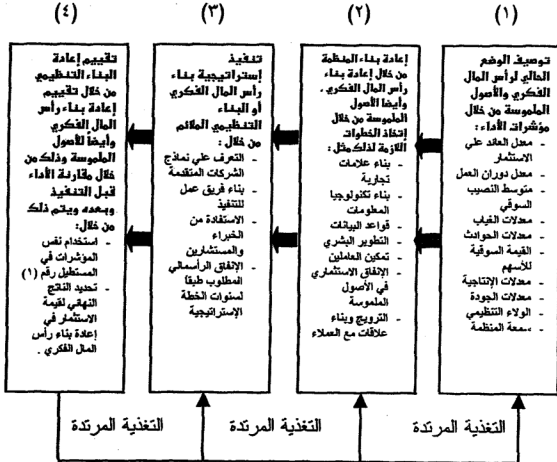 (١)
توصيف الوضع
الحالي لرأس المال
الفكري والأصول
الملموسة من خلال
مؤشرات الأداء:
- معدل العائد على
الاستثمار
- معدل دوران العمل
- متوسط النصيب
السوقي
- معدلات الغياب
- معدلات الحوادث
- القيمة السوقية
للأسهم
- معدلات الإنتاجية
- معدلات الجودة
- الولاء التنظيمي
- سمعة المنظمة
(٢)
إعادة بناء المنظمة
من خلال إعادة بناء
رأس المال الفكري،
وأيضا الأصول
الملموسة من خلال
إتخاذ الخطوات
اللازمة لذلك مثل:
- بناء علامات
تجارية
- بناء تكنولوجيا
المعلومات
- قواعد البيانات
- التطوير البشري
- تمكين العاملين
- الإنفاق الاستثماري
في الأصول
الملموسة
- الترويج وبناء
علاقات مع العملاء
(٣)
تنفيذ
إستراتيجية بناء
رأس المال الفكري
أو البناء
التنظيمي الملائم
من خلال:
- التعرف علي نماذج
الشركات المتقدمة
- بناء فريق عمل
للتنفيذ
- الاستفادة من
الخبراء
والمستشارين
- الإنفاق الرأسمالي
المطلوب طبقا
لسنوات الخطة
الإستراتيجية
(٤)
تقييم إعادة
البناء التنظيمي
من خلال تقييم
إعادة بناء رأس
المال الفكري
وأيضاً للأصول
الملموسة وذلك من
خلال مقارنة الأداء
قبل التنفيذ
وبعده ويتم ذلك
من خلال:
- استخدام نفس
المؤشرات في
المستطيل رقم (١)
- تحديد الناتج
النهائي لقيمة
الاستثمار في
إعادة بناء رأس
المال الفكري.
التغذية المرتدة
التغذية المرتدة
التغذية المرتدة